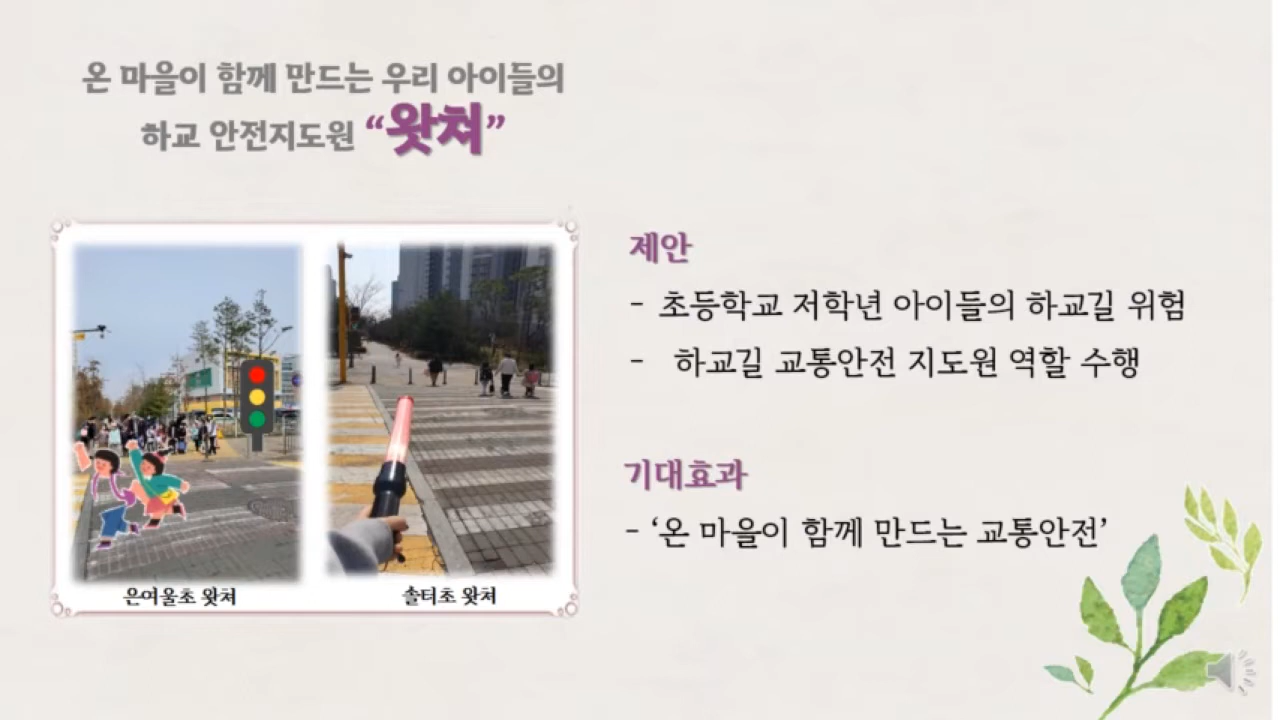 온 마을이 함께 만드는 우리 아이들의
하교 안전지도원 “왓쳐”
은여울초 왓쳐
솔터초 왓쳐
제안
- 초등학교 저학년 아이들의 하교길 위험
- 하교길 교통안전 지도원 역할 수행
기대효과
- ‘온 마을이 함께 만드는 교통안전’